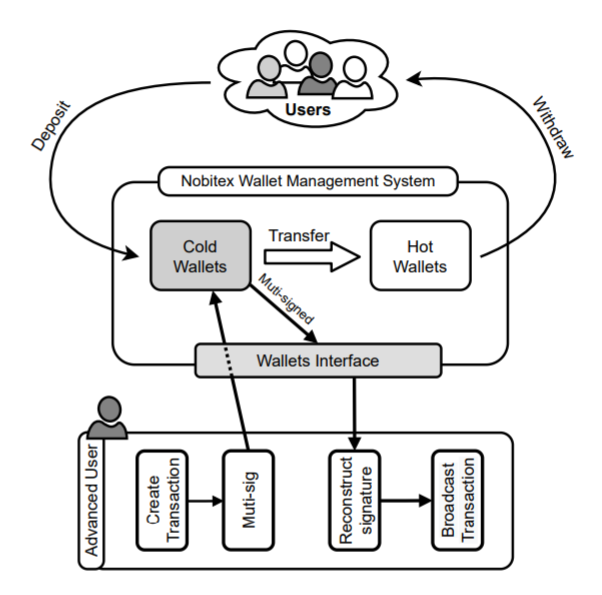 Users
Deposit
Withdraw
Nobitex Wallet Management System
Cold
Wallets
Transfer
Hot
Wallets
Muti-signed
Wallets Interface
Advanced User
Create
Transaction
Muti-sig
Reconstruct
signature
Broadcast
Transaction